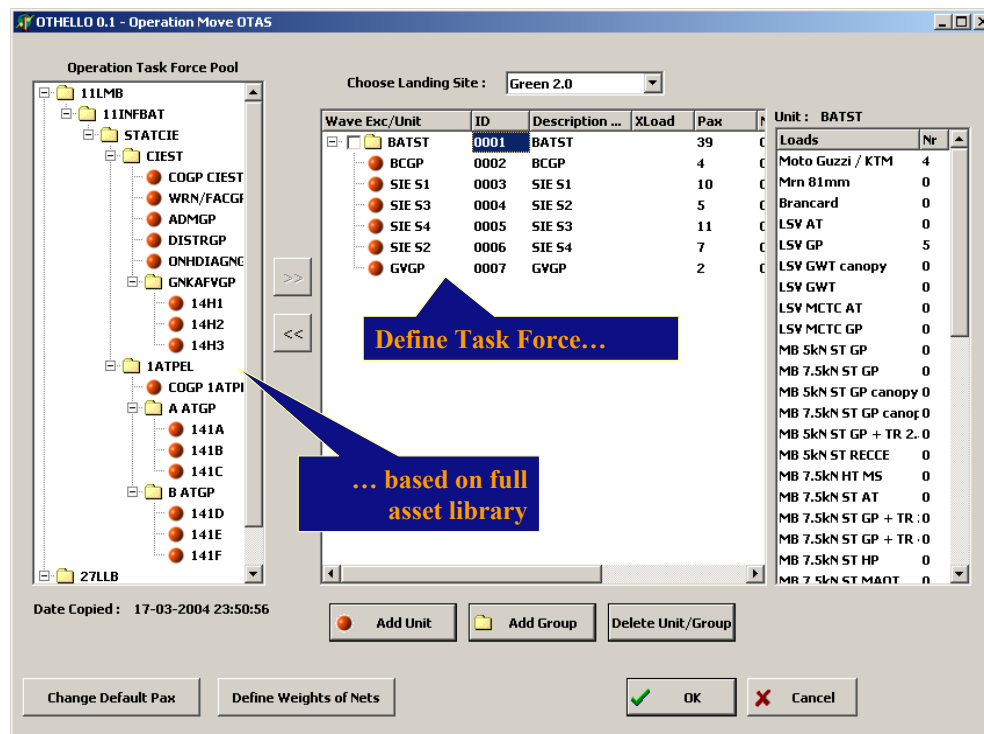 OTHELLO 0.1 - Operation Move OTAS
Operation Task Force Pool
11LMB
11INFBAT
STATCIE
CIEST
COGP CIEST
WRN/FACGF
ADMGP
DISTRGP
ONHDIAGNG
GNKAFVGP
14H1
14H2
14H3
1ATPEL
COGP 1ATPI
A ATGP
141A
141B
141C
B ATGP
141D
141E
141F
27LLB
Date Copied : 17-03-2004 23:50:56
>>
<<
Choose Landing Site : Green 2.0
Wave Exc/Unit ID Description ... XLoad Pax
BATST 0001 BATST 39
BCGP 0002 BCGP 4
SIE S1 0003 SIE S1 10
SIE S3 0004 SIE S2 5
SIE S4 0005 SIE S3 11
SIE S2 0006 SIE S4 7
GVGP 0007 GVGP 2
Define Task Force...
... based on full
asset library
Unit : BATST
Loads Nr
Moto Guzzi / KTM 4
Mrn 81mm 0
Brancard 0
LSV AT 0
LSV GP 5
LSV GWT canopy 0
LSV GWT 0
LSV MCTC AT 0
LSV MCTC GP 0
MB 5kN ST GP 0
MB 7.5kN ST GP 0
MB 5kN ST GP canopy 0
MB 7.5kN ST GP canop 0
MB 5kN ST GP + TR 2.. 0
MB 5kN ST RECCE 0
MB 7.5kN HT MS 0
MB 7.5kN ST AT 0
MB 7.5kN ST GP + TR 0
MB 7.5kN ST GP + TR 0
MB 7.5kN ST HP 0
MB 7.5kN ST MAOT 0
Add Unit Add Group Delete Unit/Group
Change Default Pax Define Weights of Nets OK Cancel